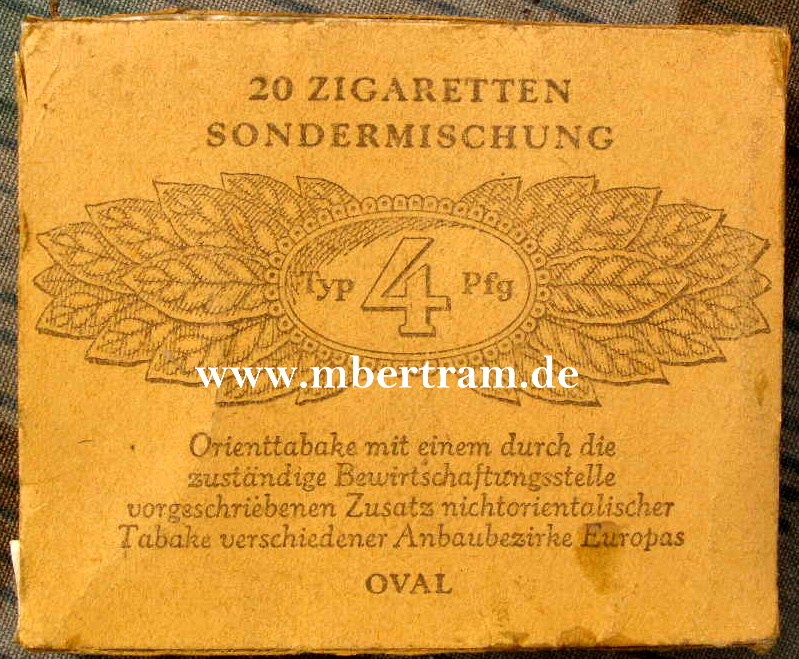 20 ZIGARETTEN
SONDERMISCHUNG
Typ 4 Pfg
www.mbertram.de
Orienttabake mit einem durch die
zuständige Bewirtschaftungsstelle
vorgeschriebenen Zusatz nichtorientalischer
Tabake verschiedener Anbaubezirke Europas
OVAL